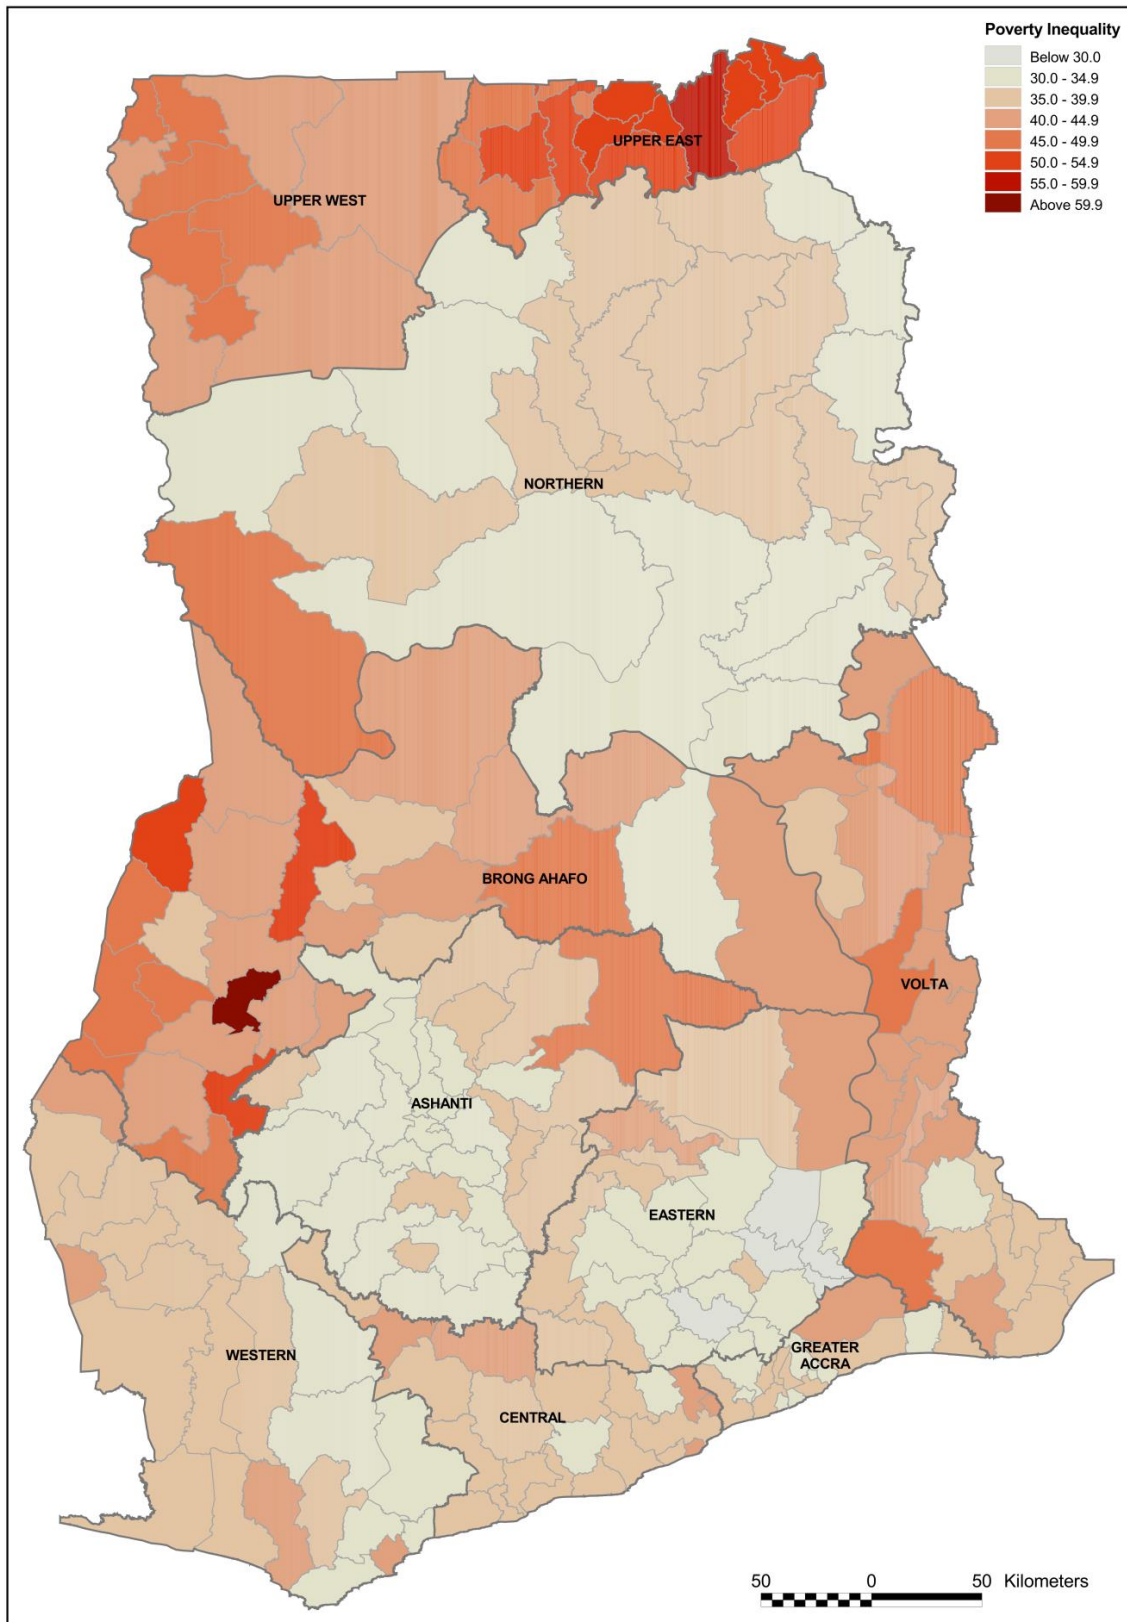 Poverty Inequality
Below 30.0
30.0 - 34.9
35.0 - 39.9
40.0 - 44.9
45.0 - 49.9
50.0 - 54.9
55.0 - 59.9
Above 59.9
UPPER EAST
UPPER WEST
NORTHERN
BRONG AHAFO
VOLTA
ASHANTI
EASTERN
WESTERN
GREATER
ACCRA
CENTRAL
50 0 50 Kilometers